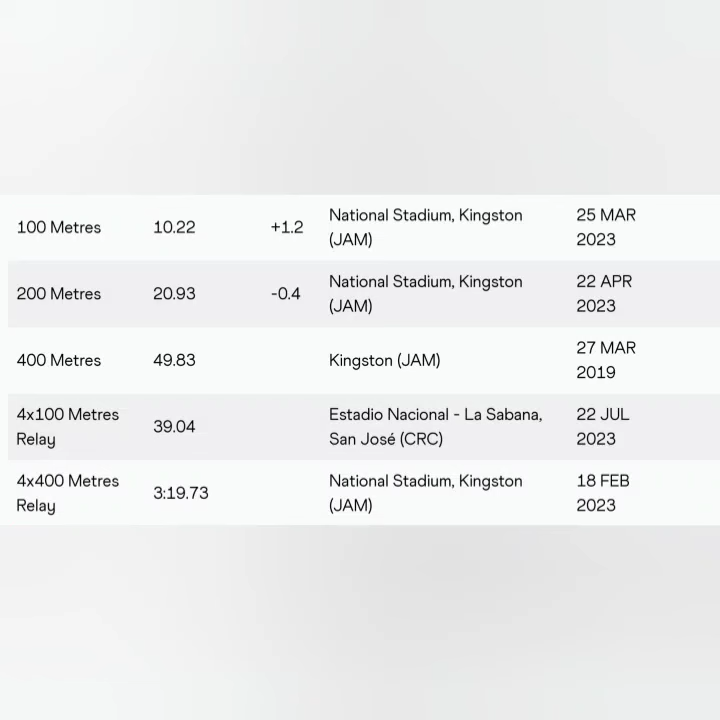 100 Metres 10.22 +1.2 National Stadium, Kingston (JAM) 25 MAR 2023
200 Metres 20.93 -0.4 National Stadium, Kingston (JAM) 22 APR 2023
400 Metres 49.83 Kingston (JAM) 27 MAR 2019
4x100 Metres Relay 39.04 Estadio Nacional - La Sabana, San José (CRC) 22 JUL 2023
4x400 Metres Relay 3:19.73 National Stadium, Kingston (JAM) 18 FEB 2023